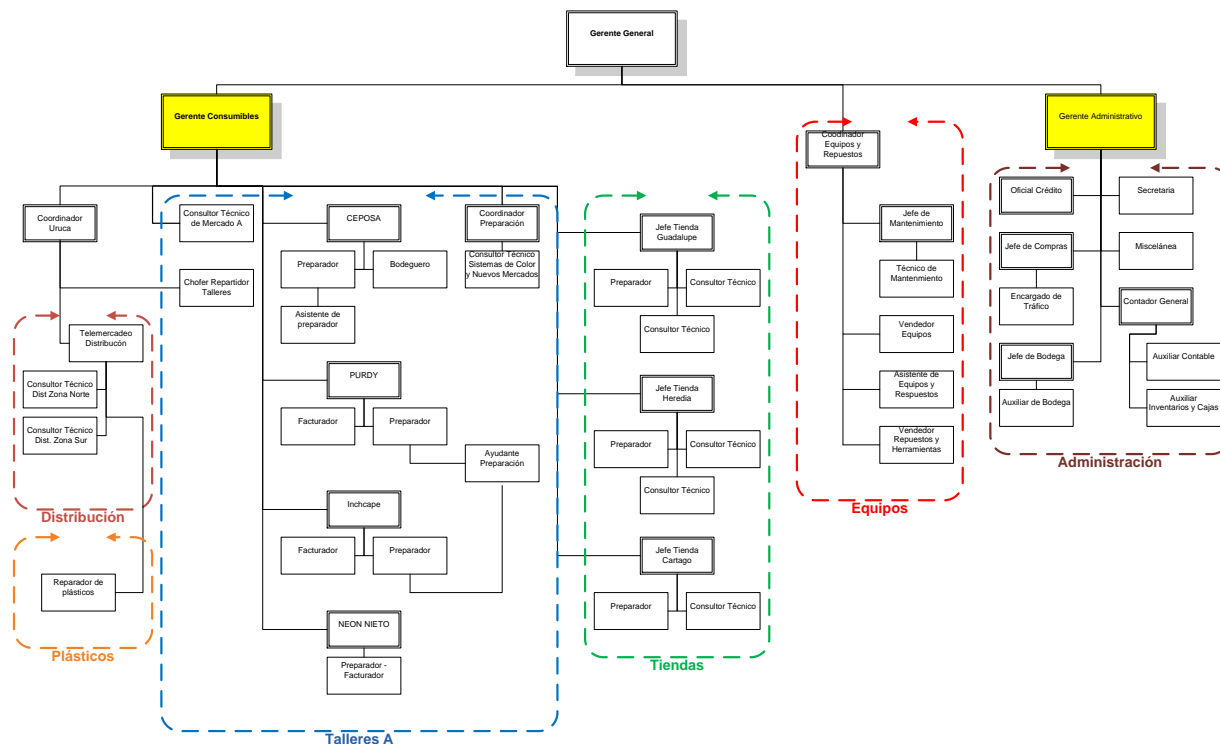 Gerente General
Gerente Consumibles
Gerente Administrativo
Coodinador
Equipos y
Repuestos
Coordinador
Uruca
Consultor Técnico
de Mercado A
CEPOSA
Coordinador
Preparación
Jefe Tienda
Guadalupe
Jefe de
Mantenimiento
Oficial Crédito
Secretaria
Chofer Repartidor
Talleres
Preparador
Bodeguero
Consultor Técnico
Sistemas de Color
y Nuevos Mercados
Preparador
Consultor Técnico
Técnico de
Mantenmiento
Jefe de Compras
Miscelánea
Asistente de
preparador
Consultor Técnico
Encargado de
Tráfico
Contador General
Telemercadeo
Distribucón
Vendedor
Equipos
Jefe de Bodega
Auxiliar Contable
Consultor Técnico
Dist Zona Norte
PURDY
Jefe Tienda
Heredia
Asistente de
Equipos y
Respuestos
Auxiliar de Bodega
Auxiliar
Inventarios y Cajas
Consultor Técnico
Dist. Zona Sur
Facturador
Preparador
Preparador
Consultor Técnico
Vendedor
Repuestos y
Herramientas
Administración
Ayudante
Preparación
Consultor Técnico
Distribución
Inchcape
Equipos
Facturador
Preparador
Jefe Tienda
Cartago
Reparador de
plásticos
Preparador
Consultor Técnico
NEON NIETO
Plásticos
Preparador -
Facturador
Tiendas
Talleres A